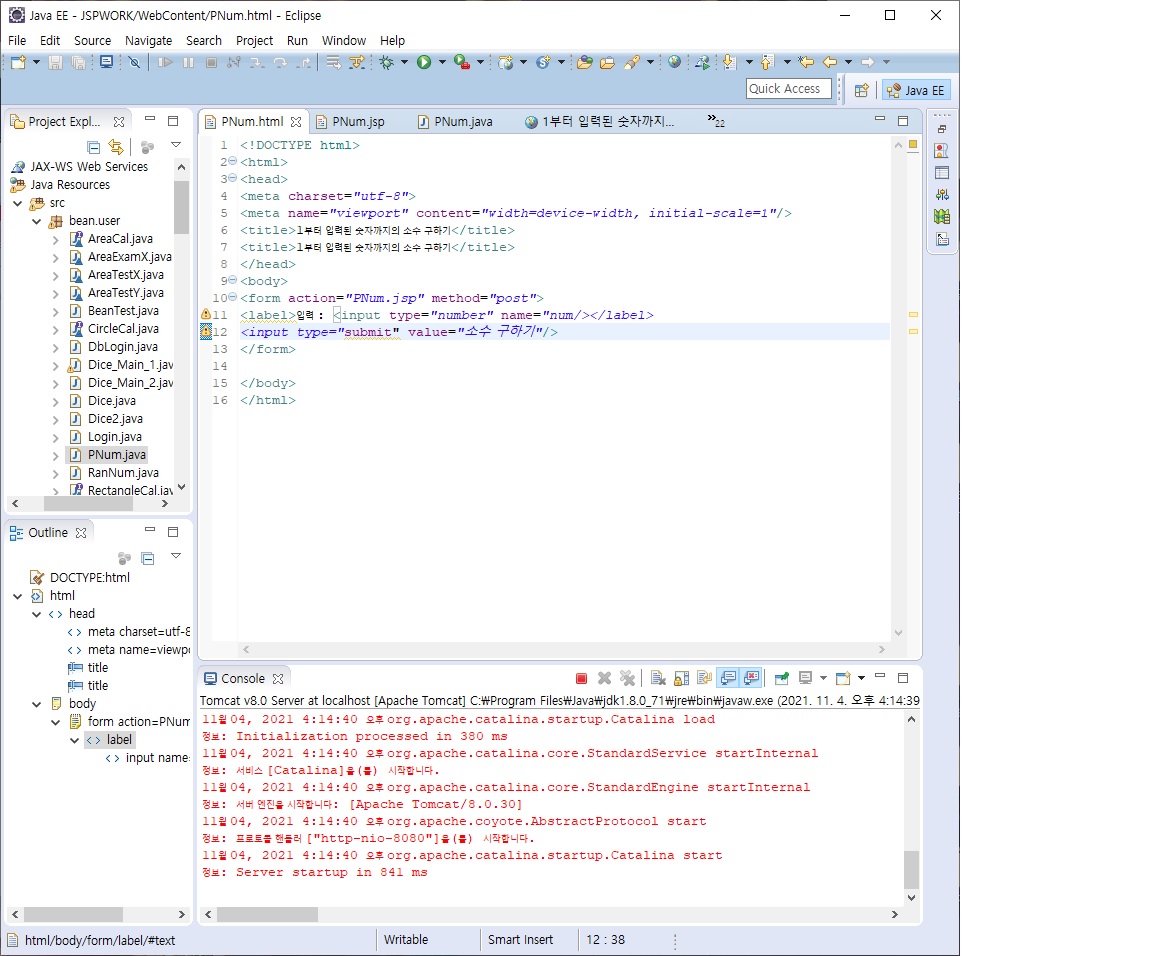 Java EE - JSPWORK/WebContent/PNum.html - Eclipse
File Edit Source Navigate Search Project Run Window Help
Quick Access
Java EE
Project Expl...
JAX-WS Web Services
Java Resources
src
bean.user
AreaCal.java
AreaExamX.java
AreaTestX.java
AreaTestY.java
BeanTest.java
CircleCal.java
DbLogin.java
Dice_Main_1.jav
Dice_Main_2.jav
Dice.java
Dice2.java
Login.java
PNum.java
RanNum.java
RectangleCal.jav
Outline
DOCTYPE:html
html
head
meta charset=utf-8
meta name=viewpo
title
title
body
form action=PNum
label
input name=
PNum.html PNum.jsp PNum.java 1부터 입력된 숫자까지... »22
1 <!DOCTYPE html>
2 <html>
3 <head>
4 <meta charset="utf-8">
5 <meta name="viewport" content="width=device-width, initial-scale=1"/>
6 <title>1부터 입력된 숫자까지의 소수 구하기</title>
7 <title>1부터 입력된 숫자까지의 소수 구하기</title>
8 </head>
9 <body>
10 <form action="PNum.jsp" method="post">
11 <label>입력 : <input type="number" name="num/></label>
12 <input type="submit" value="소수 구하기"/>
13 </form>
14
15 </body>
16 </html>
Console
Tomcat v8.0 Server at localhost [Apache Tomcat] C:₩Program Files₩Java₩jdk1.8.0_71₩jre₩bin₩javaw.exe (2021. 11. 4. 오후 4:14:39
11월 04, 2021 4:14:40 오후 org.apache.catalina.startup.Catalina load
정보: Initialization processed in 380 ms
11월 04, 2021 4:14:40 오후 org.apache.catalina.core.StandardService startInternal
정보: 서비스 [Catalina]을(를) 시작합니다.
11월 04, 2021 4:14:40 오후 org.apache.catalina.core.StandardEngine startInternal
정보: 서버 엔진을 시작합니다: [Apache Tomcat/8.0.30]
11월 04, 2021 4:14:40 오후 org.apache.coyote.AbstractProtocol start
정보: 프로토콜 핸들러 ["http-nio-8080"]을(를) 시작합니다.
11월 04, 2021 4:14:40 오후 org.apache.catalina.startup.Catalina start
정보: Server startup in 841 ms
html/body/form/label/#text Writable Smart Insert 12 : 38